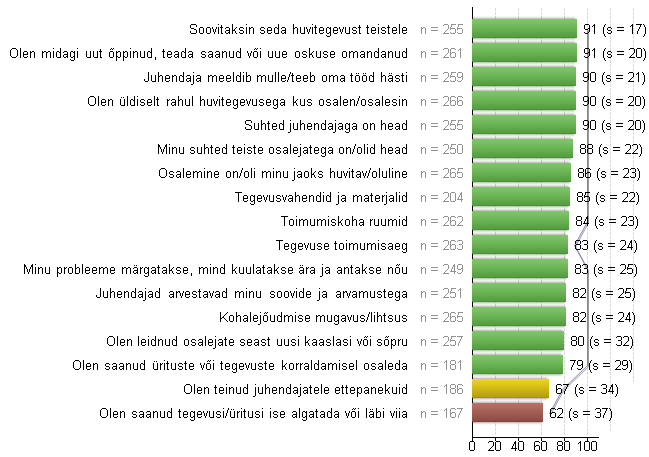 Soovitaksin seda huvitegevust teistele n = 255 91 (s = 17)
Olen midagi uut õppinud, teada saanud või uue oskuse omandanud n = 261 91 (s = 20)
Juhendaja meeldib mulle/teeb oma tööd hästi n = 259 90 (s = 21)
Olen üldiselt rahul huvitegevusega kus osalen/osalesin n = 266 90 (s = 20)
Suhted juhendajaga on head n = 255 90 (s = 20)
Minu suhted teiste osalejatega on/olid head n = 250 88 (s = 22)
Osalemine on/oli minu jaoks huvitav/oluline n = 265 86 (s = 23)
Tegevusvahendid ja materjalid n = 204 85 (s = 22)
Toimumiskoha ruumid n = 262 84 (s = 23)
Tegevuse toimumisaeg n = 263 83 (s = 24)
Minu probleeme märgatakse, mind kuulatakse ära ja antakse nõu n = 249 83 (s = 25)
Juhendajad arvestavad minu soovide ja arvamustega n = 251 82 (s = 25)
Kohalejõudmise mugavus/lihtsus n = 265 82 (s = 24)
Olen leidnud osalejate seast uusi kaaslasi või sõpru n = 257 80 (s = 32)
Olen saanud ürituste või tegevuste korraldamisel osaleda n = 181 79 (s = 29)
Olen teinud juhendajatele ettepanekuid n = 186 67 (s = 34)
Olen saanud tegevusi/üritusi ise algatada või läbi viia n = 167 62 (s = 37)
0 20 40 60 80 100